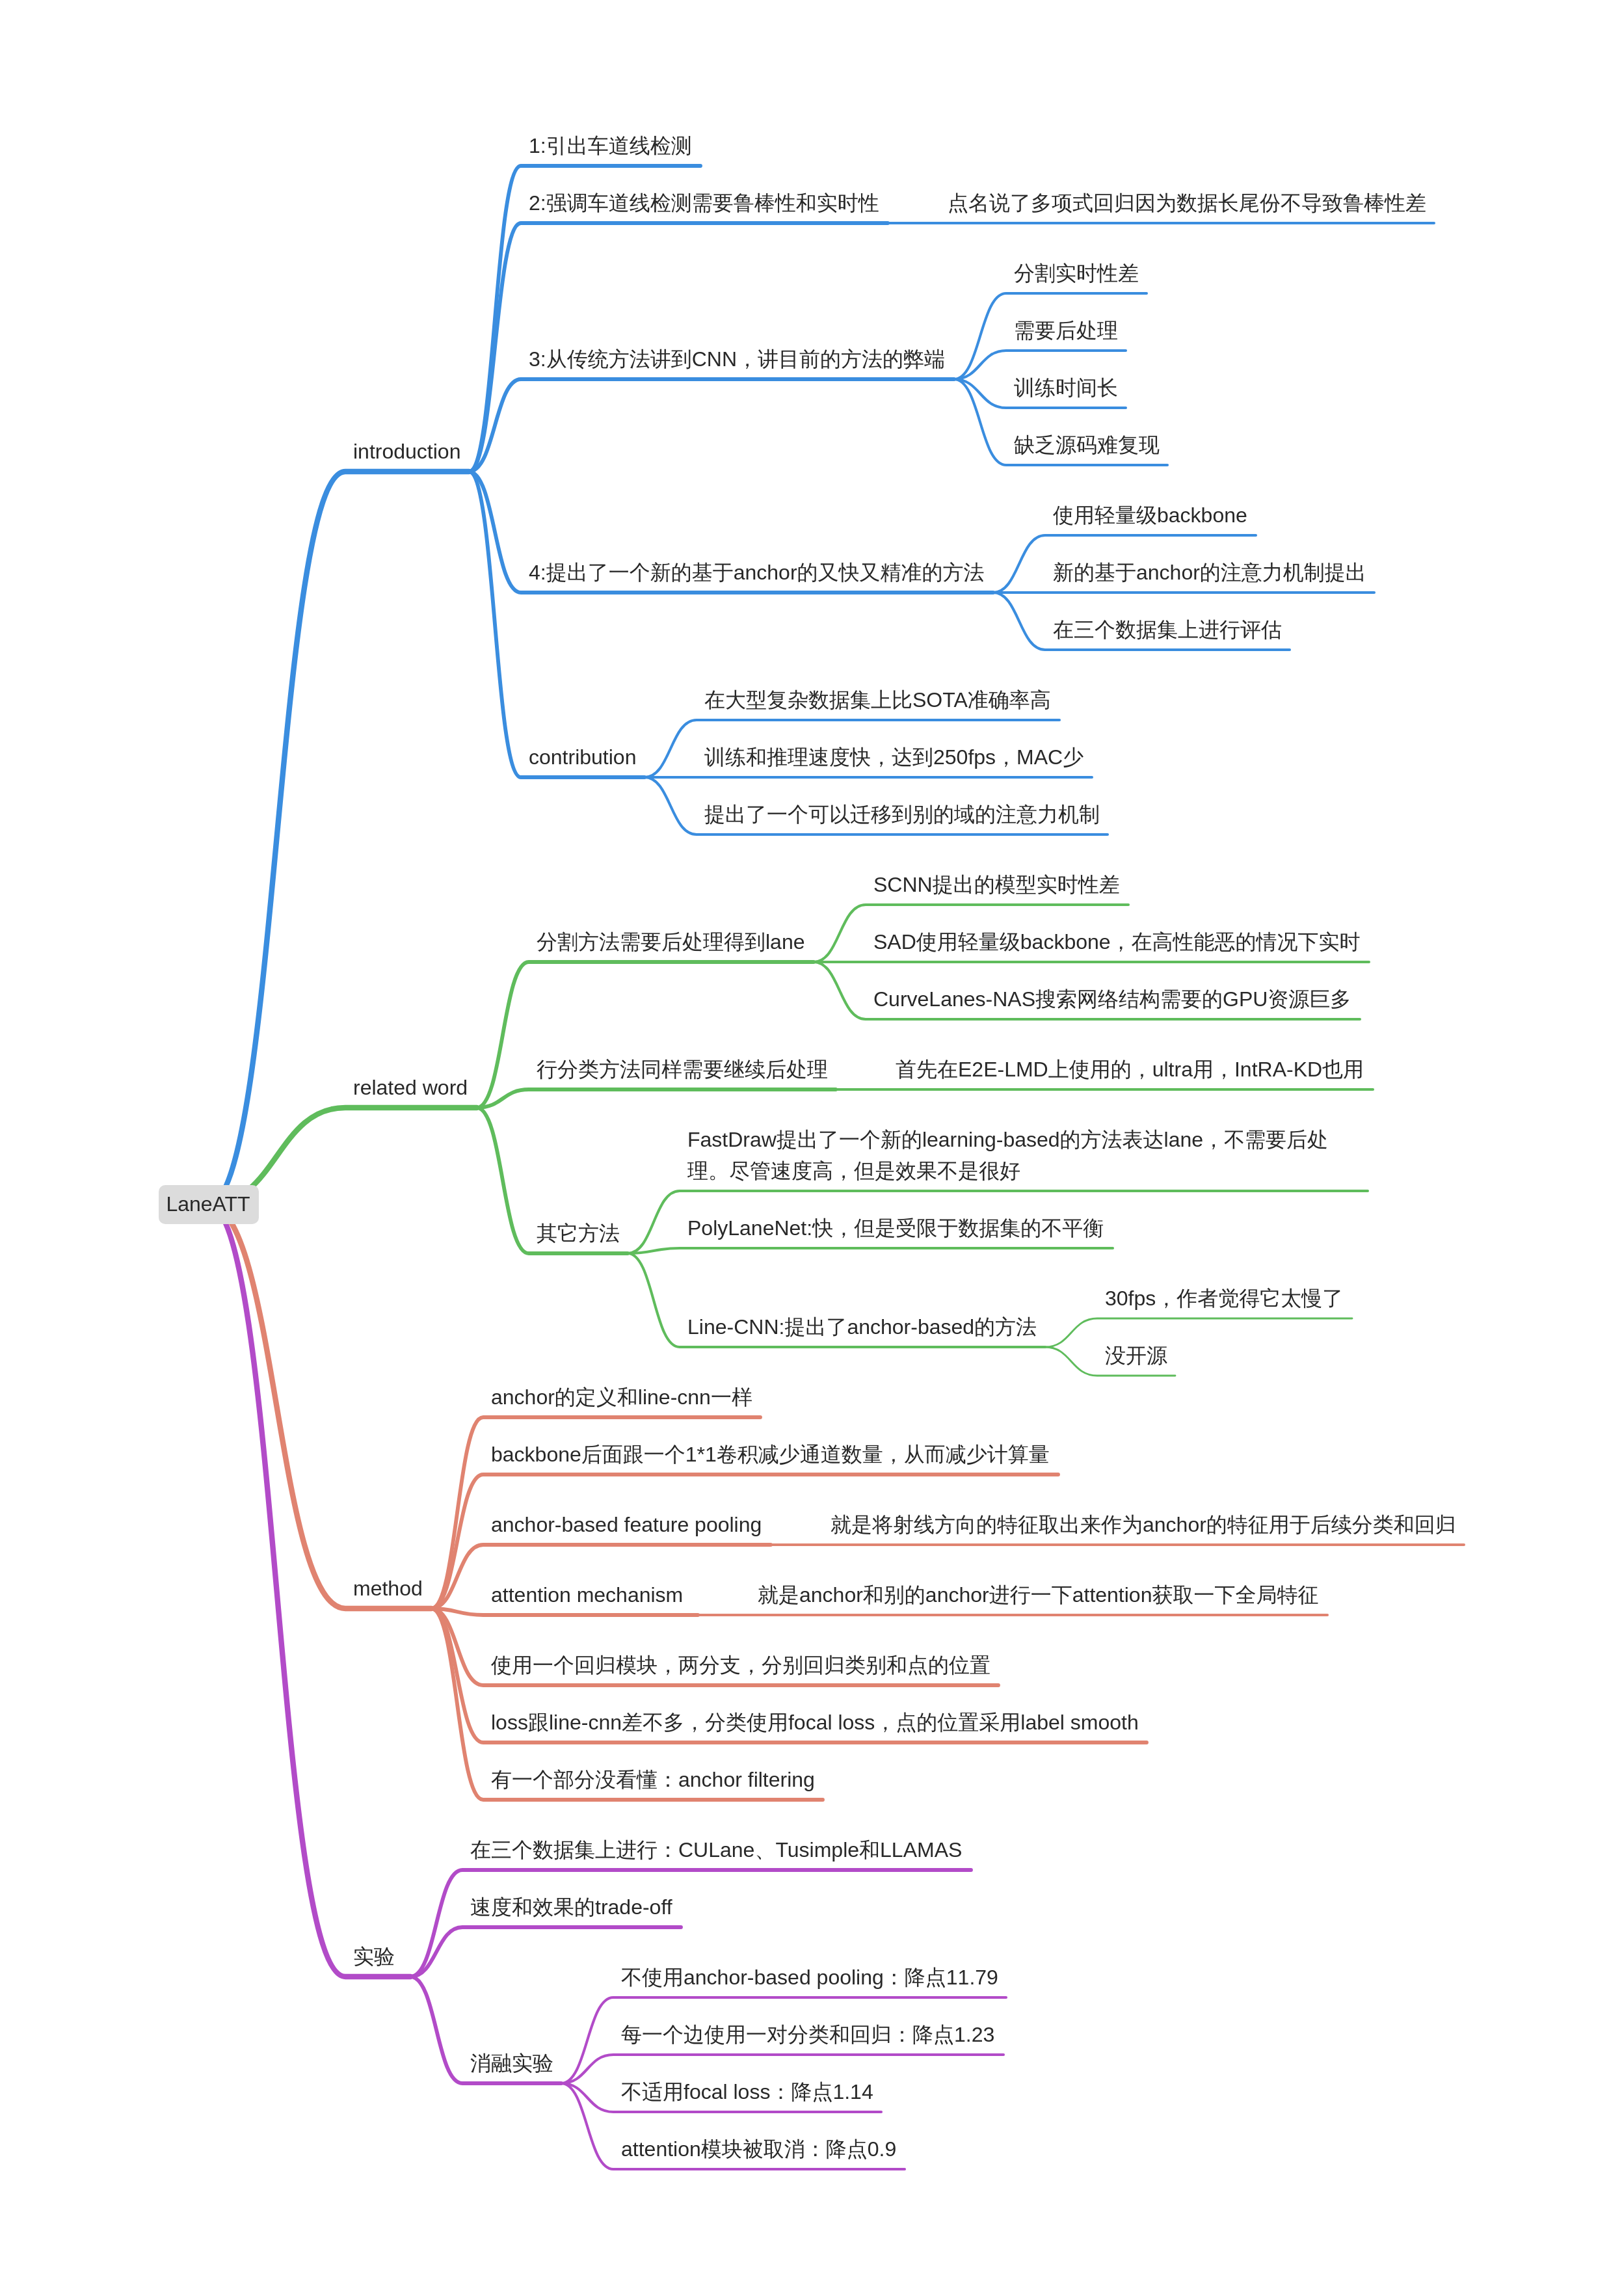 LaneATT
introduction
1:引出车道线检测
2:强调车道线检测需要鲁棒性和实时性
点名说了多项式回归因为数据长尾份不导致鲁棒性差
3:从传统方法讲到CNN，讲目前的方法的弊端
分割实时性差
需要后处理
训练时间长
缺乏源码难复现
4:提出了一个新的基于anchor的又快又精准的方法
使用轻量级backbone
新的基于anchor的注意力机制提出
在三个数据集上进行评估
contribution
在大型复杂数据集上比SOTA准确率高
训练和推理速度快，达到250fps，MAC少
提出了一个可以迁移到别的域的注意力机制
related word
分割方法需要后处理得到lane
SCNN提出的模型实时性差
SAD使用轻量级backbone，在高性能恶的情况下实时
CurveLanes-NAS搜索网络结构需要的GPU资源巨多
行分类方法同样需要继续后处理
首先在E2E-LMD上使用的，ultra用，IntRA-KD也用
其它方法
FastDraw提出了一个新的learning-based的方法表达lane，不需要后处
理。尽管速度高，但是效果不是很好
PolyLaneNet:快，但是受限于数据集的不平衡
Line-CNN:提出了anchor-based的方法
30fps，作者觉得它太慢了
没开源
method
anchor的定义和line-cnn一样
backbone后面跟一个1*1卷积减少通道数量，从而减少计算量
anchor-based feature pooling
就是将射线方向的特征取出来作为anchor的特征用于后续分类和回归
attention mechanism
就是anchor和别的anchor进行一下attention获取一下全局特征
使用一个回归模块，两分支，分别回归类别和点的位置
loss跟line-cnn差不多，分类使用focal loss，点的位置采用label smooth
有一个部分没看懂：anchor filtering
实验
在三个数据集上进行：CULane、Tusimple和LLAMAS
速度和效果的trade-off
消融实验
不使用anchor-based pooling：降点11.79
每一个边使用一对分类和回归：降点1.23
不适用focal loss：降点1.14
attention模块被取消：降点0.9